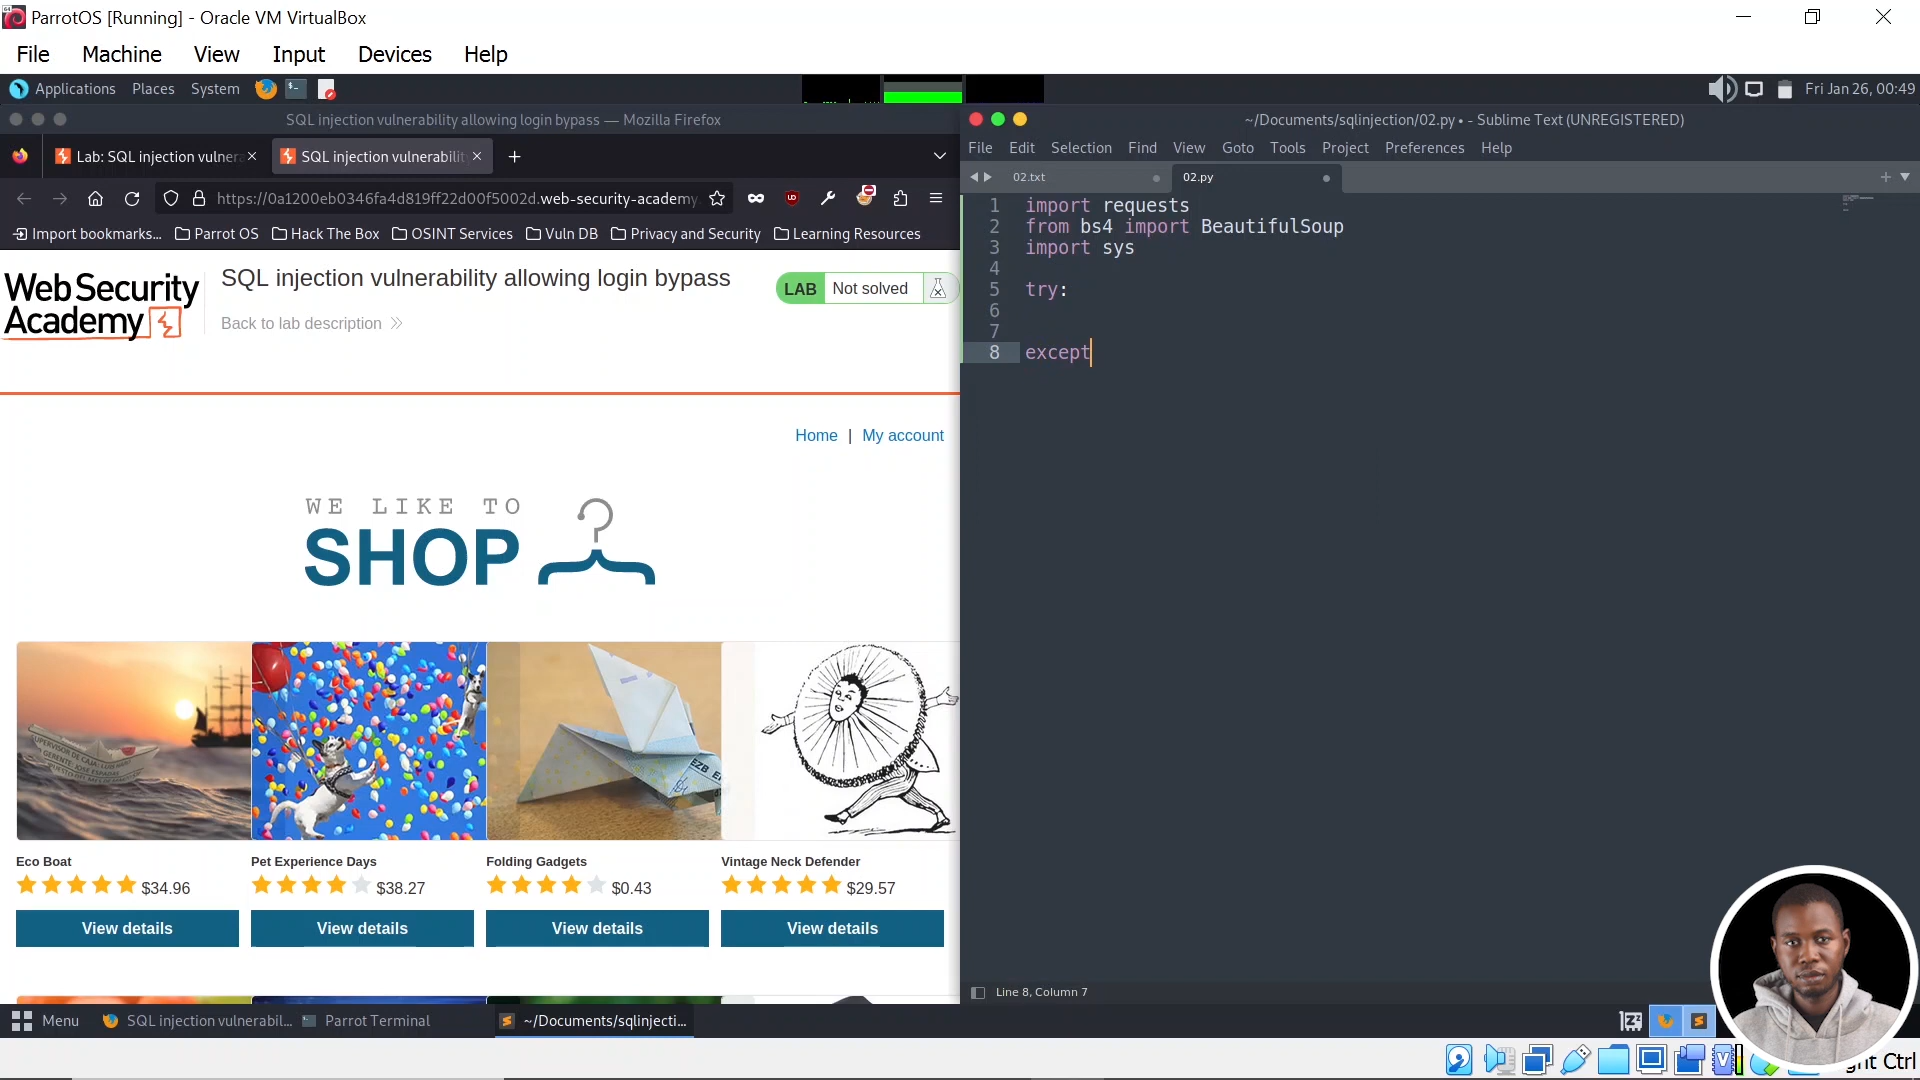 ParrotOS [Running] - Oracle VM VirtualBox
File Machine View Input Devices Help
Applications Places System
Fri Jan 26, 00:49
SQL injection vulnerability allowing login bypass — Mozilla Firefox
Lab: SQL injection vulner
SQL injection vulnerabilit
https://0a1200eb0346fa4d819ff22d00f5002d.web-security-academy.
Import bookmarks... Parrot OS Hack The Box OSINT Services Vuln DB Privacy and Security Learning Resources
Web Security
Academy
SQL injection vulnerability allowing login bypass
Back to lab description
LAB Not solved
Home | My account
WE LIKE TO
SHOP
Eco Boat
$34.96
View details
Pet Experience Days
$38.27
View details
Folding Gadgets
$0.43
View details
Vintage Neck Defender
$29.57
View details
~/Documents/sqlinjection/02.py • - Sublime Text (UNREGISTERED)
File Edit Selection Find View Goto Tools Project Preferences Help
02.txt
02.py
1 import requests
2 from bs4 import BeautifulSoup
3 import sys
4
5 try:
6
7
8 except
Line 8, Column 7
Menu SQL injection vulnerabil... Parrot Terminal ~/Documents/sqlinjecti...
Ctrl